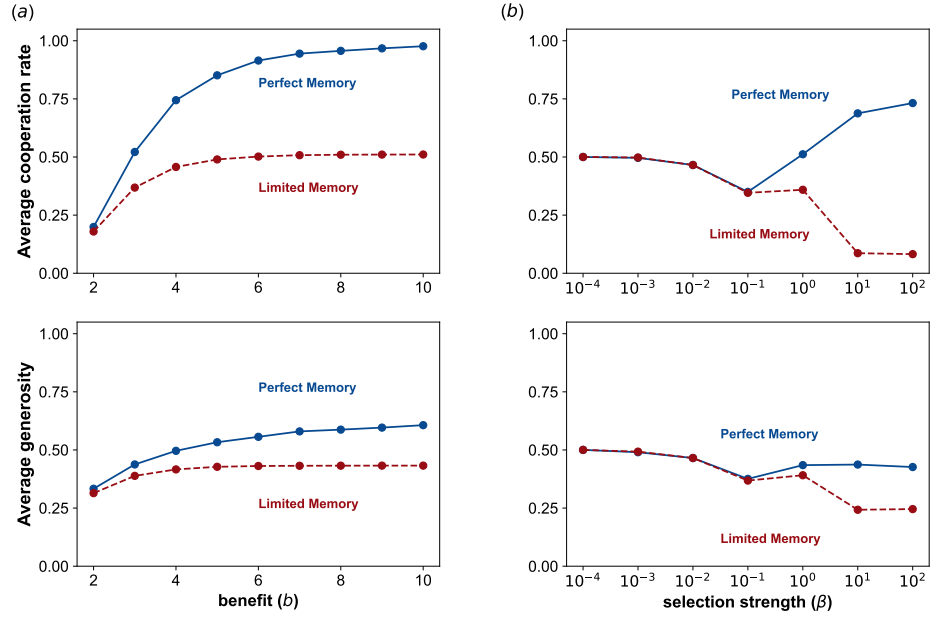 (a)
Average cooperation rate
1.00
0.75
0.50
0.25
0.00
Perfect Memory
Limited Memory
2 4 6 8 10
(b)
1.00
0.75
0.50
0.25
0.00
Perfect Memory
Limited Memory
10⁻⁴ 10⁻³ 10⁻² 10⁻¹ 10⁰ 10¹ 10²
Average generosity
1.00
0.75
0.50
0.25
0.00
Perfect Memory
Limited Memory
2 4 6 8 10
benefit (b)
1.00
0.75
0.50
0.25
0.00
Perfect Memory
Limited Memory
10⁻⁴ 10⁻³ 10⁻² 10⁻¹ 10⁰ 10¹ 10²
selection strength (β)